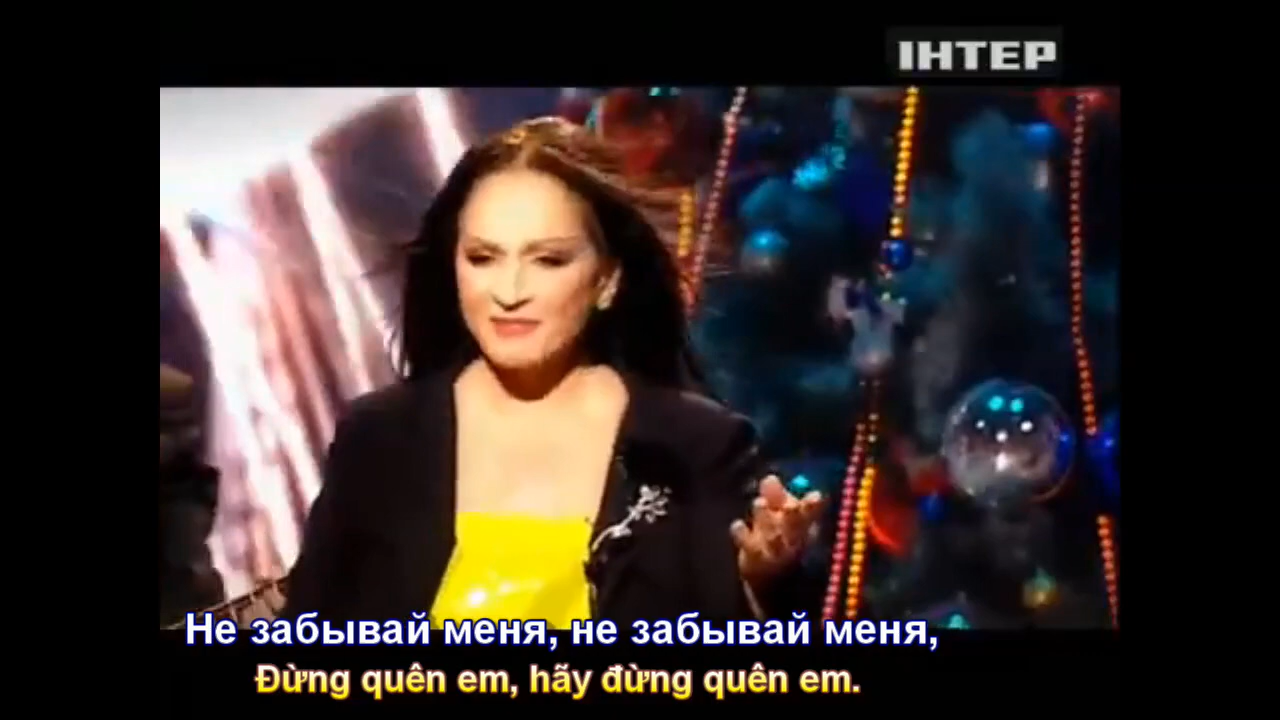 ІНТЕР
Не забывай меня, не забывай меня,
Đừng quên em, hãy đừng quên em.